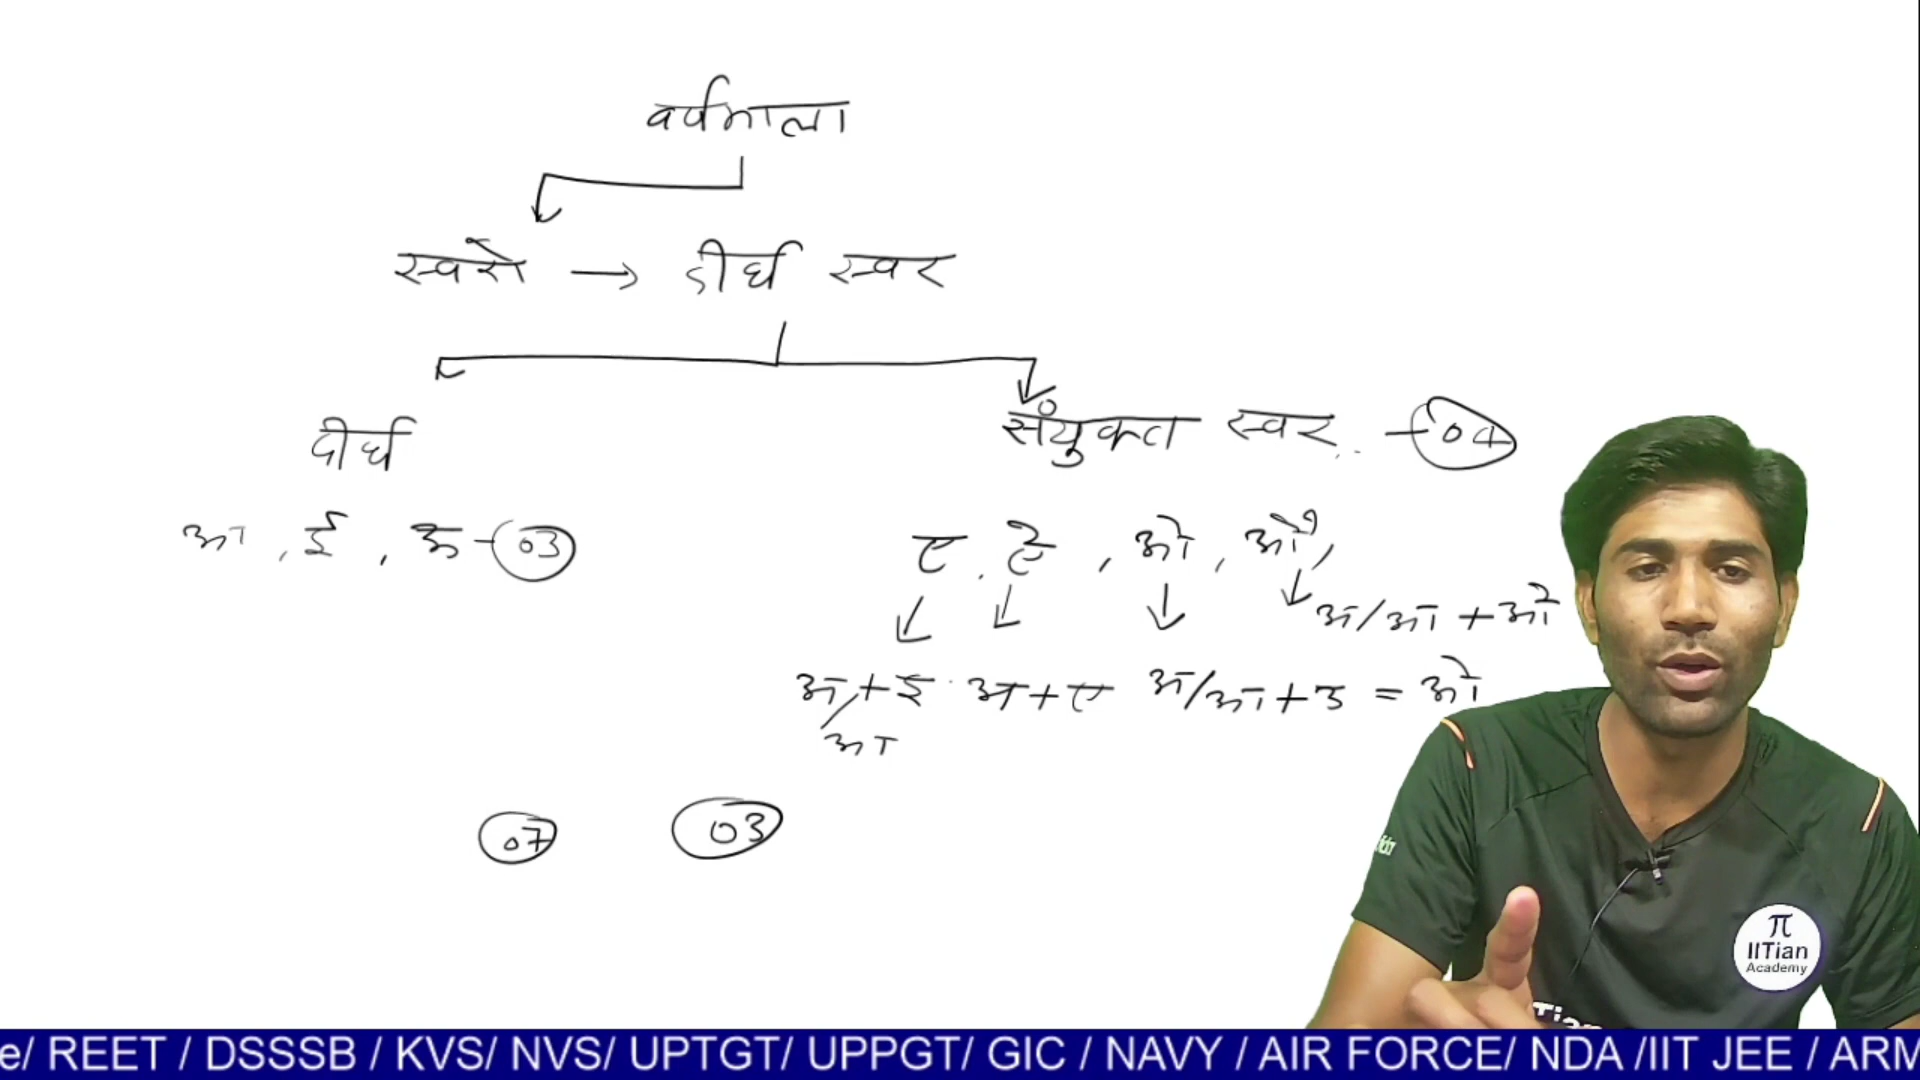 वर्णमाला
स्वरो → दीर्घ स्वर
दीर्घ
संयुक्त स्वर - 04
आ, ई, ऊ - 03
ए, ऐ, ओ, औ,
अ/आ + ओ
अ/आ + इ अ + ए अ/आ + उ = ओ
07 03
π
IITian
Academy
e/ REET / DSSSB / KVS/ NVS/ UPTGT/ UPPGT/ GIC / NAVY / AIR FORCE/ NDA /IIT JEE / ARM